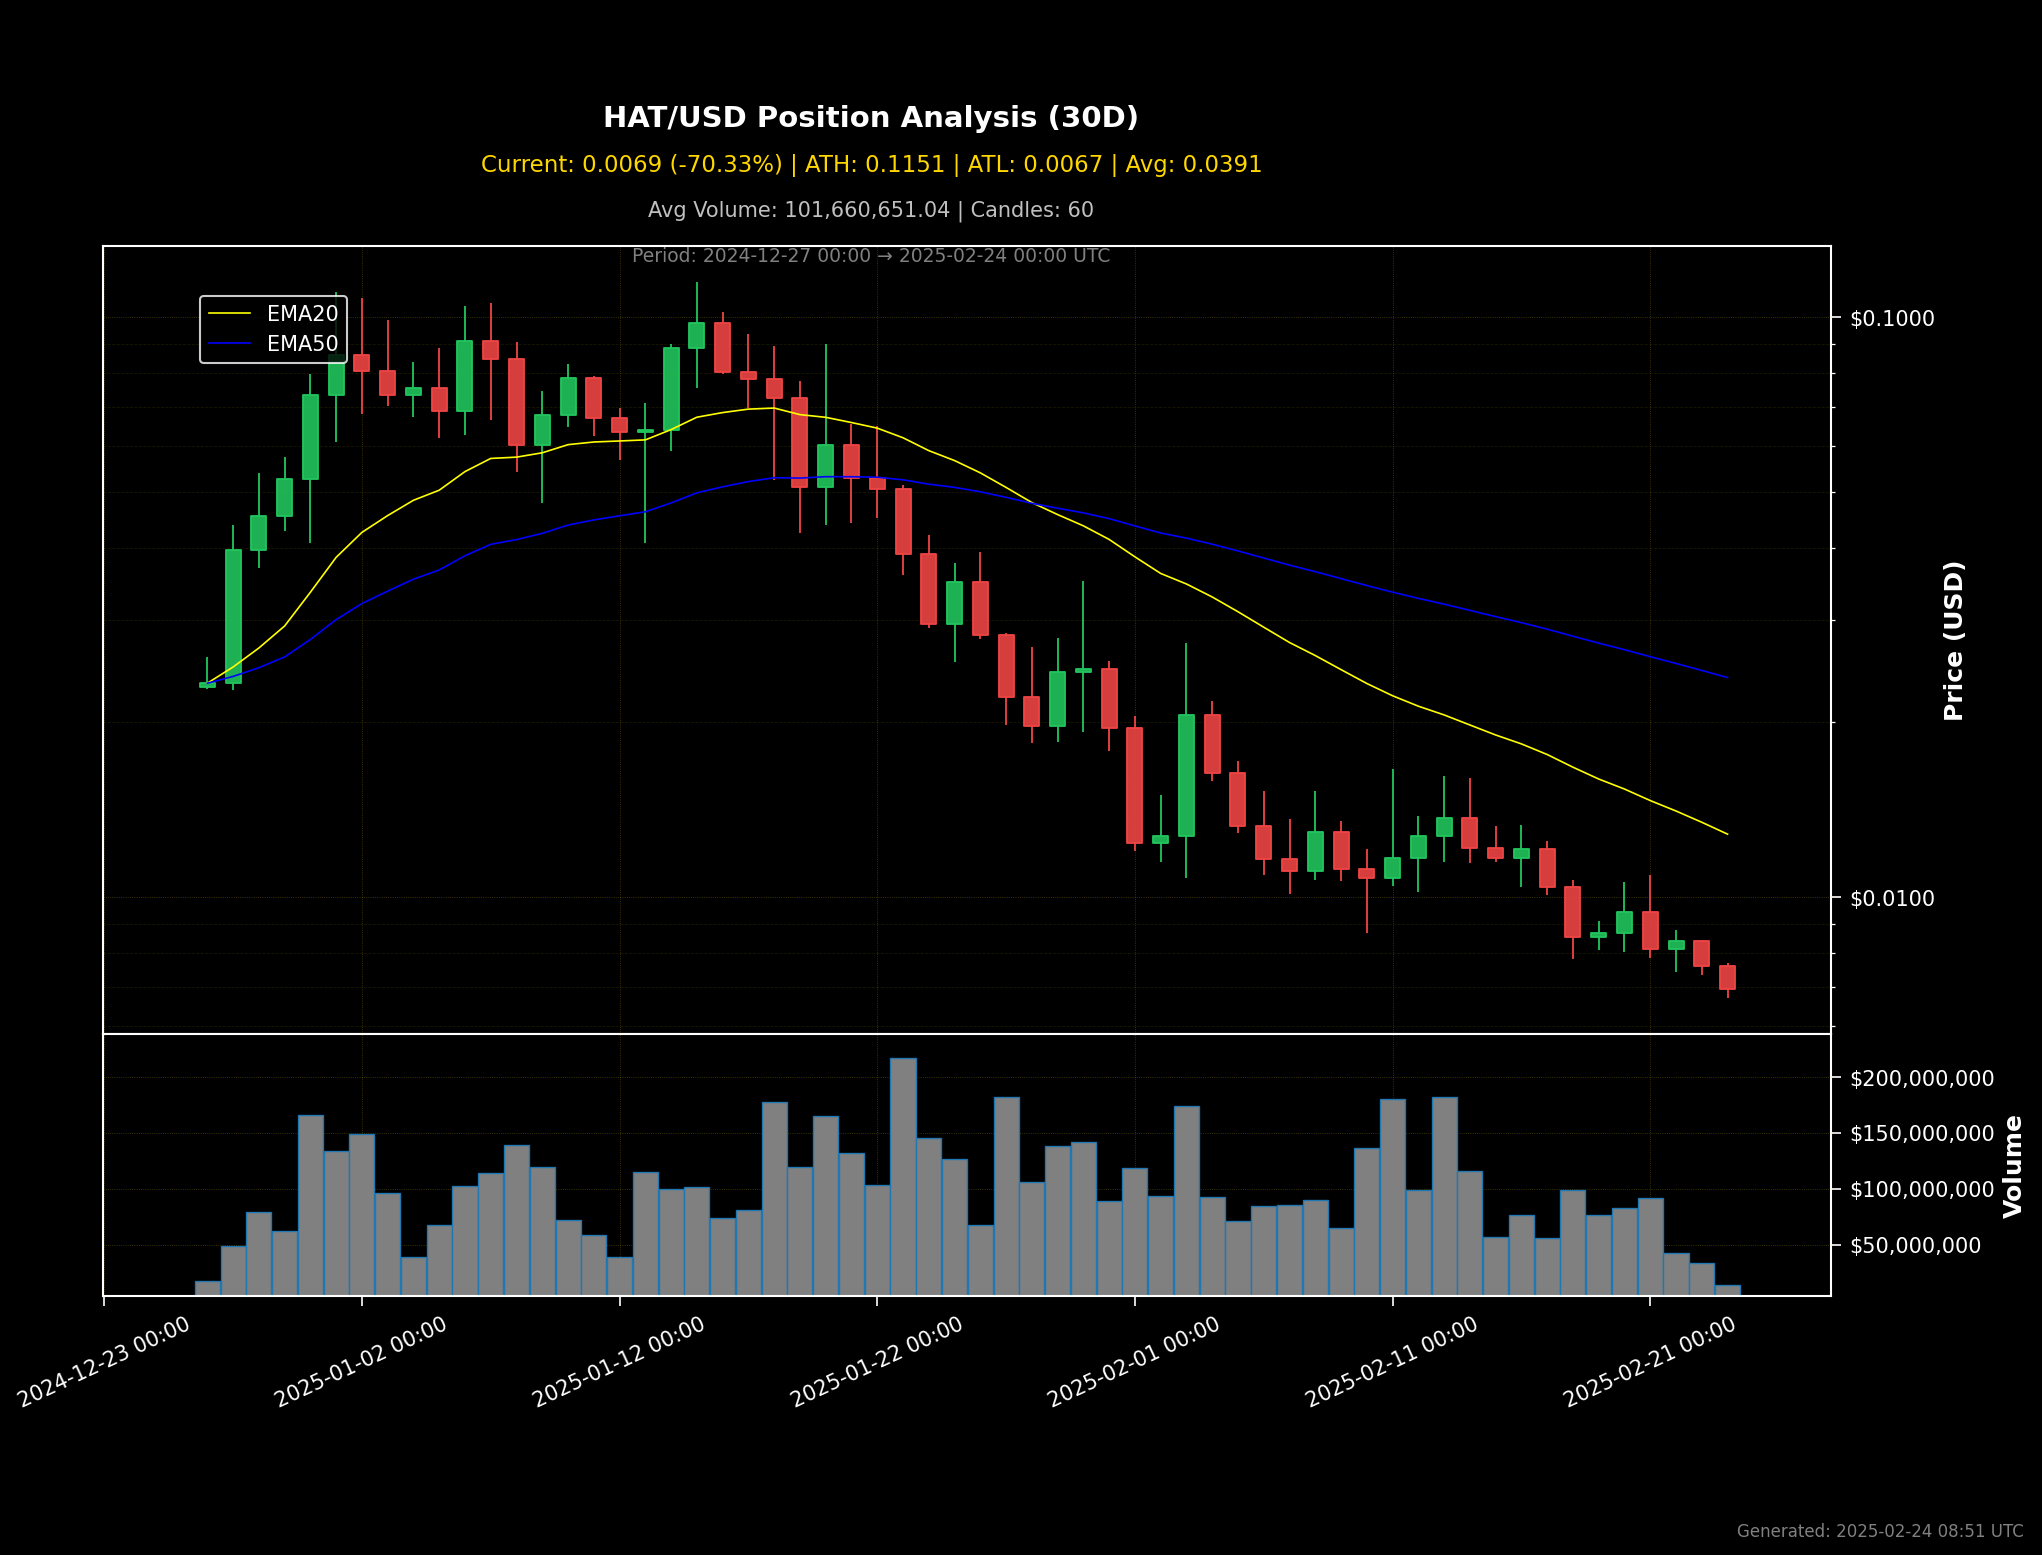 HAT/USD Position Analysis (30D)
Current: 0.0069 (-70.33%) | ATH: 0.1151 | ATL: 0.0067 | Avg: 0.0391
Avg Volume: 101,660,651.04 | Candles: 60
Period: 2024-12-27 00:00 → 2025-02-24 00:00 UTC
EMA20
EMA50
$0.1000
$0.0100
Price (USD)
$200,000,000
$150,000,000
$100,000,000
$50,000,000
Volume
2024-12-23 00:00
2025-01-02 00:00
2025-01-12 00:00
2025-01-22 00:00
2025-02-01 00:00
2025-02-11 00:00
2025-02-21 00:00
Generated: 2025-02-24 08:51 UTC